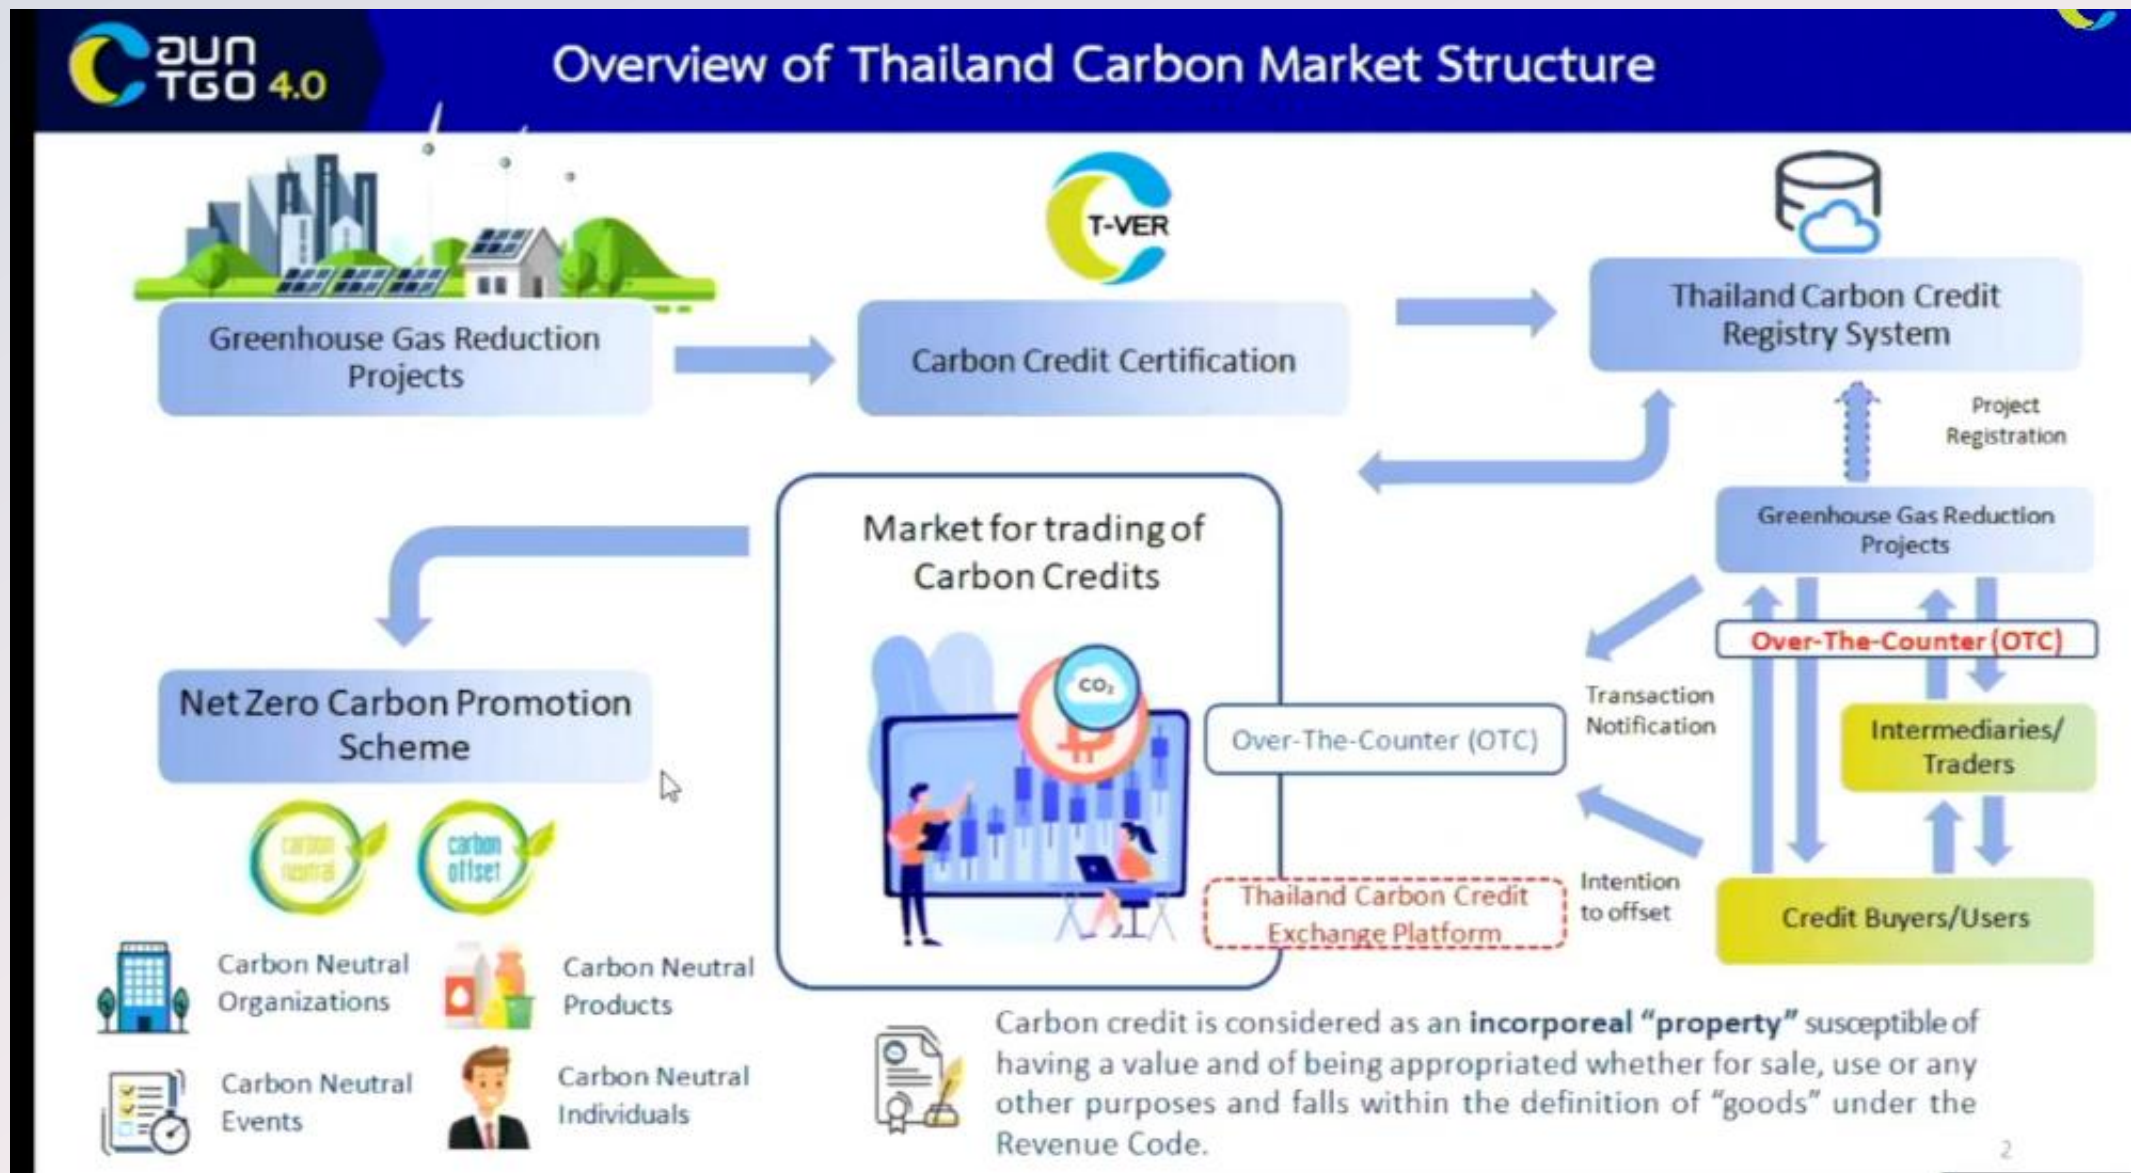 อบก
TGO 4.0
Overview of Thailand Carbon Market Structure
T-VER
Greenhouse Gas Reduction
Projects
Carbon Credit Certification
Thailand Carbon Credit
Registry System
Project
Registration
Greenhouse Gas Reduction
Projects
Over-The-Counter (OTC)
Market for trading of
Carbon Credits
CO₂
Over-The-Counter (OTC)
Transaction
Notification
Intermediaries/
Traders
Thailand Carbon Credit
Exchange Platform
Intention
to offset
Credit Buyers/Users
Net Zero Carbon Promotion
Scheme
carbon
neutral
carbon
offset
Carbon Neutral
Organizations
Carbon Neutral
Products
Carbon Neutral
Events
Carbon Neutral
Individuals
Carbon credit is considered as an incorporeal “property” susceptible of
having a value and of being appropriated whether for sale, use or any
other purposes and falls within the definition of “goods” under the
Revenue Code.
2